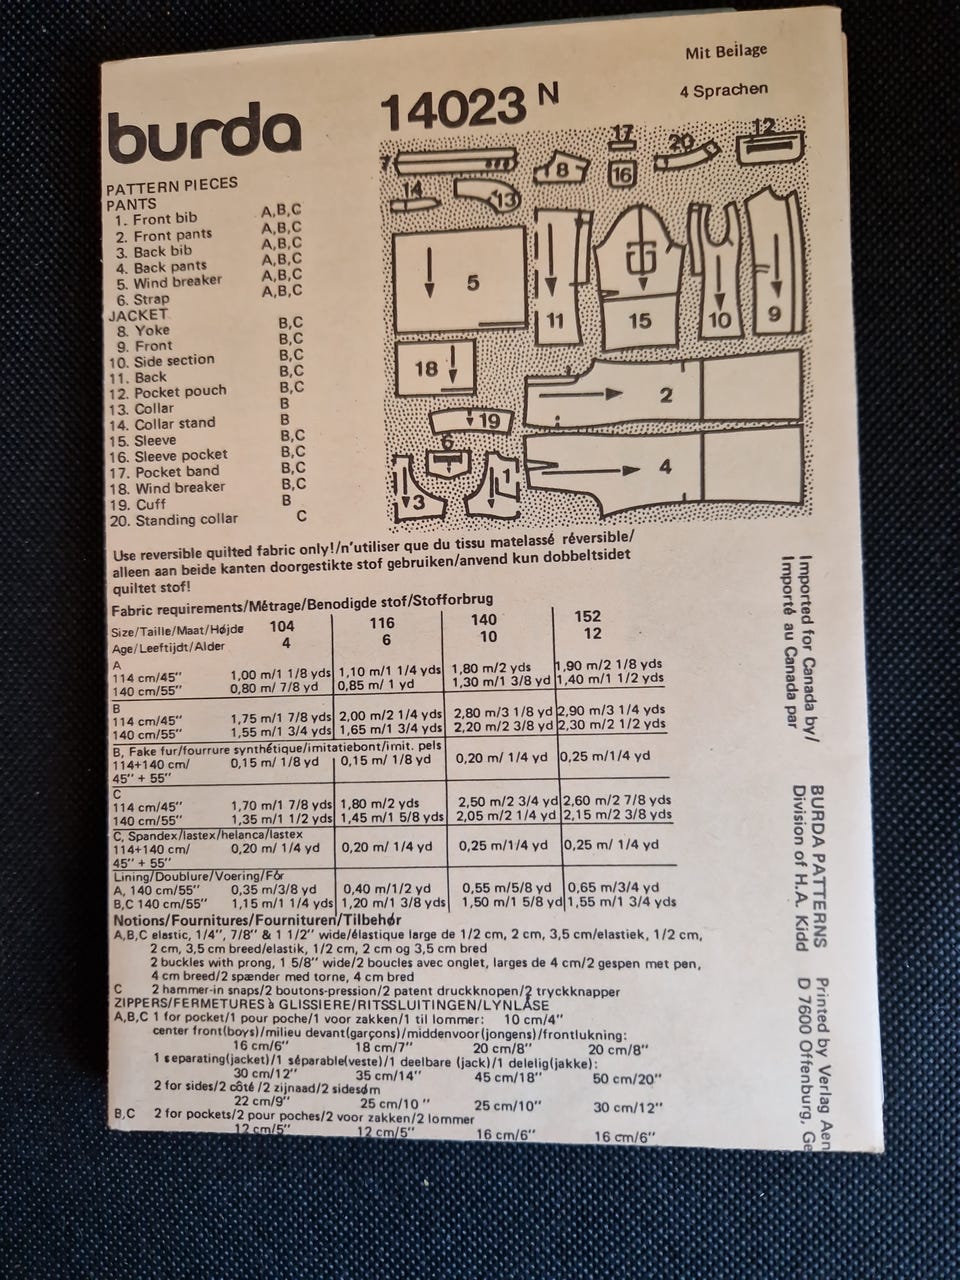 Mit Beilage
burda
14023 N
4 Sprachen
PATTERN PIECES
PANTS
1. Front bib A,B,C
2. Front pants A,B,C
3. Back bib A,B,C
4. Back pants A,B,C
5. Wind breaker A,B,C
6. Strap A,B,C
JACKET
8. Yoke B,C
9. Front B,C
10. Side section B,C
11. Back B,C
12. Pocket pouch B,C
13. Collar B
14. Collar stand B
15. Sleeve B,C
16. Sleeve pocket B,C
17. Pocket band B,C
18. Wind breaker B,C
19. Cuff B
20. Standing collar C
7 8 17 16 20 12
14 13
5 11 15 10 9
18 2
19
6 4
3 1
Use reversible quilted fabric only!/n'utiliser que du tissu matelassé réversible/
alleen aan beide kanten doorgestikte stof gebruiken/anvend kun dobbeltsidet
quiltet stof!
Fabric requirements/Métrage/Benodigde stof/Stofforbrug
Size/Taille/Maat/Højde 104 116 140 152
Age/Leeftijdt/Alder 4 6 10 12
A
114 cm/45" 1,00 m/1 1/8 yds 1,10 m/1 1/4 yds 1,80 m/2 yds 1,90 m/2 1/8 yds
140 cm/55" 0,80 m/ 7/8 yd 0,85 m/ 1 yd 1,30 m/1 3/8 yd 1,40 m/1 1/2 yds
B
114 cm/45" 1,75 m/1 7/8 yds 2,00 m/2 1/4 yds 2,80 m/3 1/8 yd 2,90 m/3 1/4 yds
140 cm/55" 1,55 m/1 3/4 yds 1,65 m/1 3/4 yds 2,20 m/2 3/8 yd 2,30 m/2 1/2 yds
B, Fake fur/fourrure synthétique/imitatiebont/imit. pels
114+140 cm/ 0,15 m/ 1/8 yd 0,15 m/ 1/8 yd 0,20 m/ 1/4 yd 0,25 m/1/4 yd
45" + 55"
C
114 cm/45" 1,70 m/1 7/8 yds 1,80 m/2 yds 2,50 m/2 3/4 yd 2,60 m/2 7/8 yds
140 cm/55" 1,35 m/1 1/2 yds 1,45 m/1 5/8 yds 2,05 m/2 1/4 yd 2,15 m/2 3/8 yds
C, Spandex/lastex/helanca/lastex
114+140 cm/ 0,20 m/ 1/4 yd 0,20 m/ 1/4 yd 0,25 m/1/4 yd 0,25 m/ 1/4 yd
45" + 55"
Lining/Doublure/Voering/Fór
A, 140 cm/55" 0,35 m/3/8 yd 0,40 m/1/2 yd 0,55 m/5/8 yd 0,65 m/3/4 yd
B,C 140 cm/55" 1,15 m/1 1/4 yds 1,20 m/1 3/8 yds 1,50 m/1 5/8 yd 1,55 m/1 3/4 yds
Notions/Fournitures/Fournituren/Tilbehør
A,B,C elastic, 1/4", 7/8" & 1 1/2" wide/élastique large de 1/2 cm, 2 cm, 3,5 cm/elastiek, 1/2 cm,
2 cm, 3.5 cm breed/elastik, 1/2 cm, 2 cm og 3,5 cm bred
2 buckles with prong, 1 5/8" wide/2 boucles avec onglet, larges de 4 cm/2 gespen met pen,
4 cm breed/2 spænder med torne, 4 cm bred
C 2 hammer-in snaps/2 boutons-pression/2 patent druckknopen/2 tryckknapper
ZIPPERS/FERMETURES à GLISSIERE/RITSSLUITINGEN/LYNLÅSE
A,B,C 1 for pocket/1 pour poche/1 voor zakken/1 til lommer: 10 cm/4"
center front(boys)/milieu devant(garçons)/middenvoor(jongens)/frontlukning:
16 cm/6" 18 cm/7" 20 cm/8" 20 cm/8"
1 separating(jacket)/1 séparable(veste)/1 deelbare (jack)/1 delelig(jakke):
30 cm/12" 35 cm/14" 45 cm/18" 50 cm/20"
2 for sides/2 côté /2 zijnaad/2 sidesøm
22 cm/9" 25 cm/10 " 25 cm/10" 30 cm/12"
B,C 2 for pockets/2 pour poches/2 voor zakken/2 lommer
12 cm/5" 12 cm/5" 16 cm/6" 16 cm/6"
Imported for Canada by/
Importé au Canada par
BURDA PATTERNS
Division of H.A. Kidd
Printed by Verlag Aen
D 7600 Offenburg, Ge